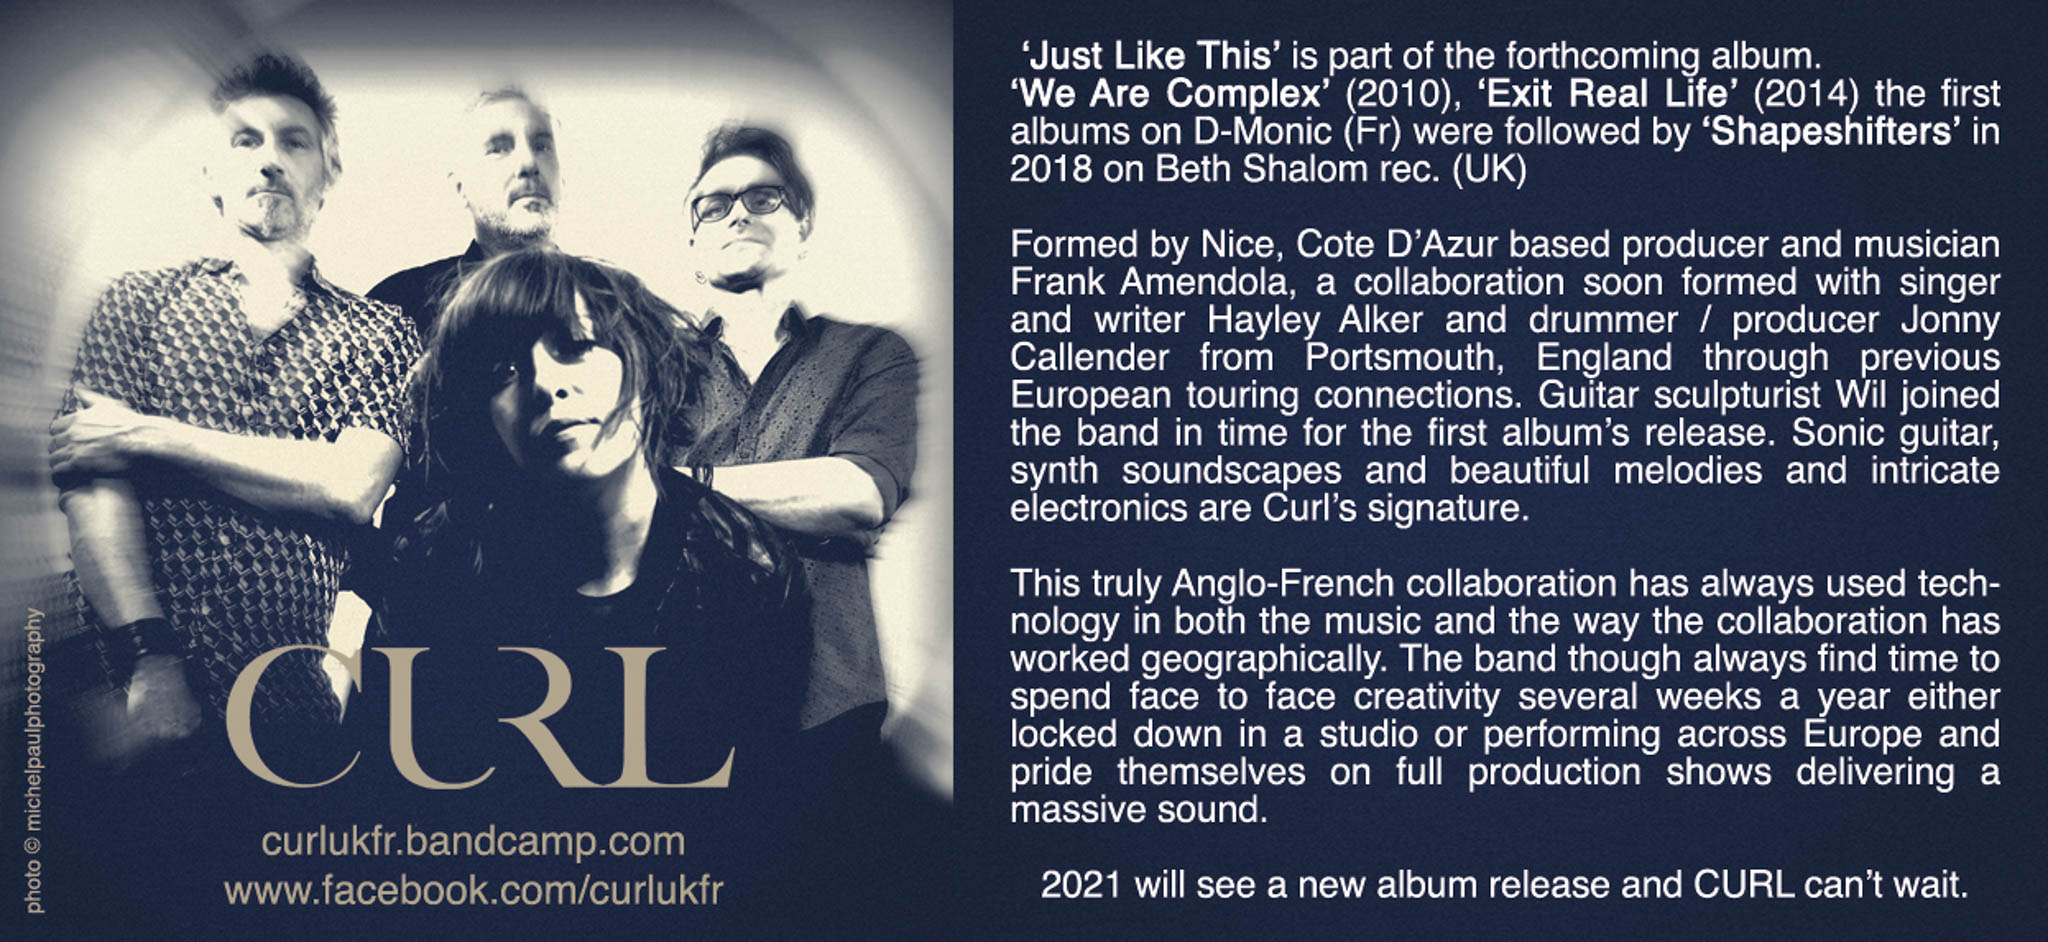 photo © michelpaulphotography
CURL
curlukfr.bandcamp.com
www.facebook.com/curlukfr
‘Just Like This’ is part of the forthcoming album.
‘We Are Complex’ (2010), ‘Exit Real Life’ (2014) the first
albums on D-Monic (Fr) were followed by ‘Shapeshifters’ in
2018 on Beth Shalom rec. (UK)
Formed by Nice, Cote D’Azur based producer and musician
Frank Amendola, a collaboration soon formed with singer
and writer Hayley Alker and drummer / producer Jonny
Callender from Portsmouth, England through previous
European touring connections. Guitar sculpturist Wil joined
the band in time for the first album’s release. Sonic guitar,
synth soundscapes and beautiful melodies and intricate
electronics are Curl’s signature.
This truly Anglo-French collaboration has always used tech-
nology in both the music and the way the collaboration has
worked geographically. The band though always find time to
spend face to face creativity several weeks a year either
locked down in a studio or performing across Europe and
pride themselves on full production shows delivering a
massive sound.
2021 will see a new album release and CURL can’t wait.